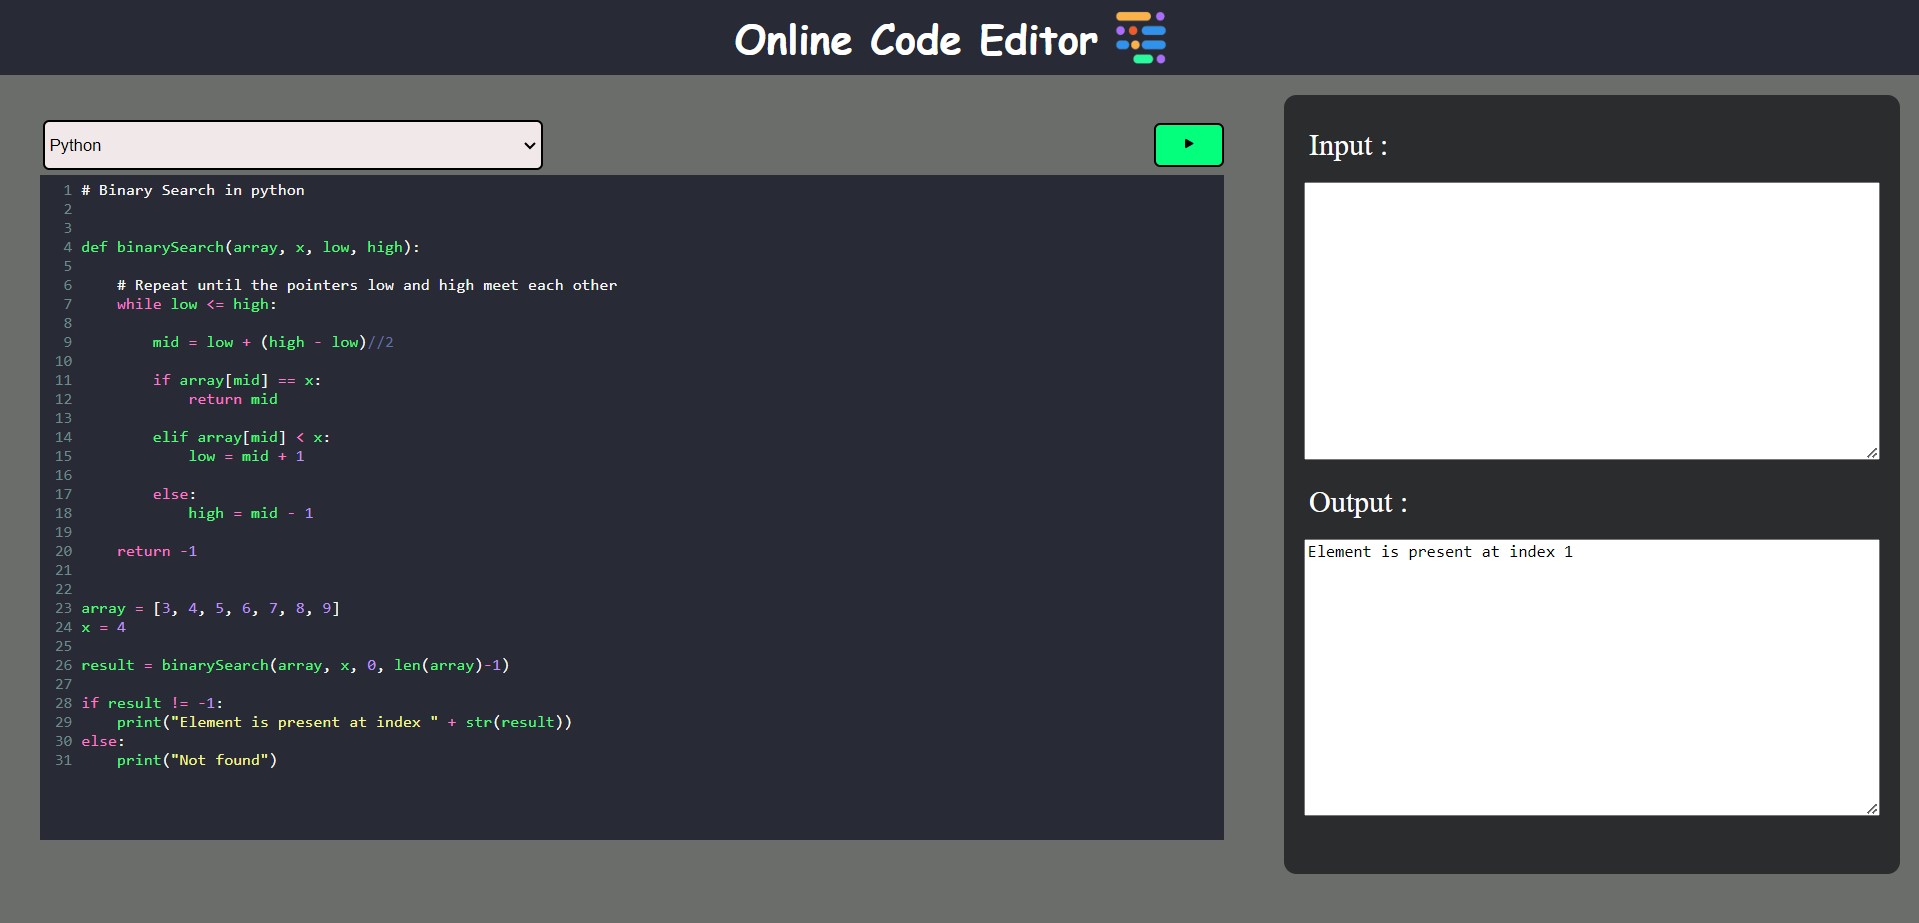 Online Code Editor
Python
1 # Binary Search in python
2
3
4 def binarySearch(array, x, low, high):
5
6     # Repeat until the pointers low and high meet each other
7     while low <= high:
8
9         mid = low + (high - low)//2
10
11         if array[mid] == x:
12             return mid
13
14         elif array[mid] < x:
15             low = mid + 1
16
17         else:
18             high = mid - 1
19
20     return -1
21
22
23 array = [3, 4, 5, 6, 7, 8, 9]
24 x = 4
25
26 result = binarySearch(array, x, 0, len(array)-1)
27
28 if result != -1:
29     print("Element is present at index " + str(result))
30 else:
31     print("Not found")
Input :
Output :
Element is present at index 1